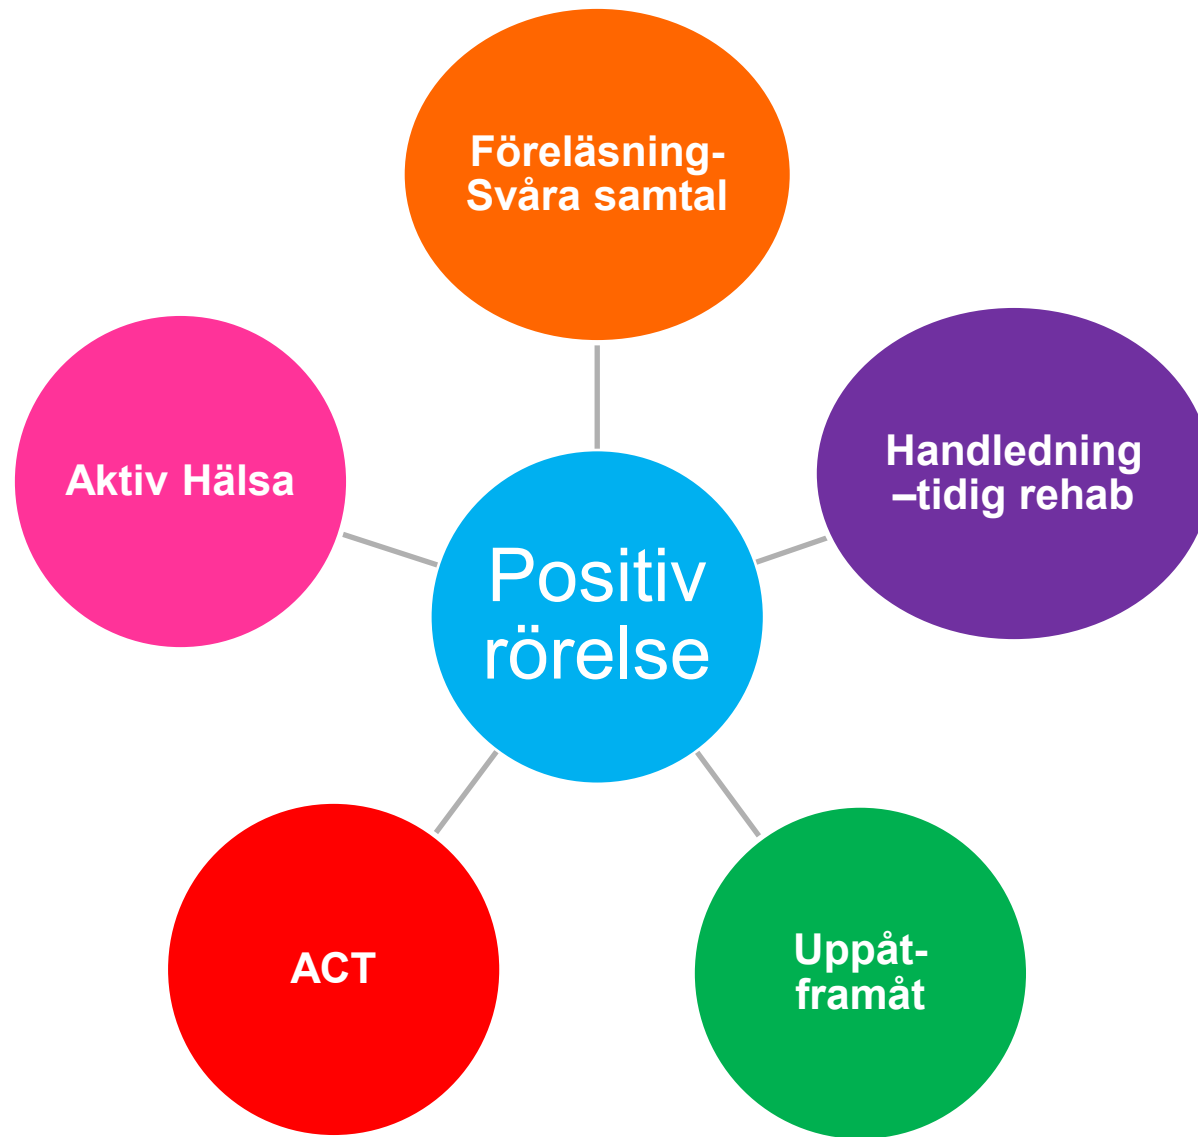 Föreläsning-
Svåra samtal
Handledning
–tidig rehab
Uppåt-
framåt
ACT
Aktiv Hälsa
Positiv
rörelse